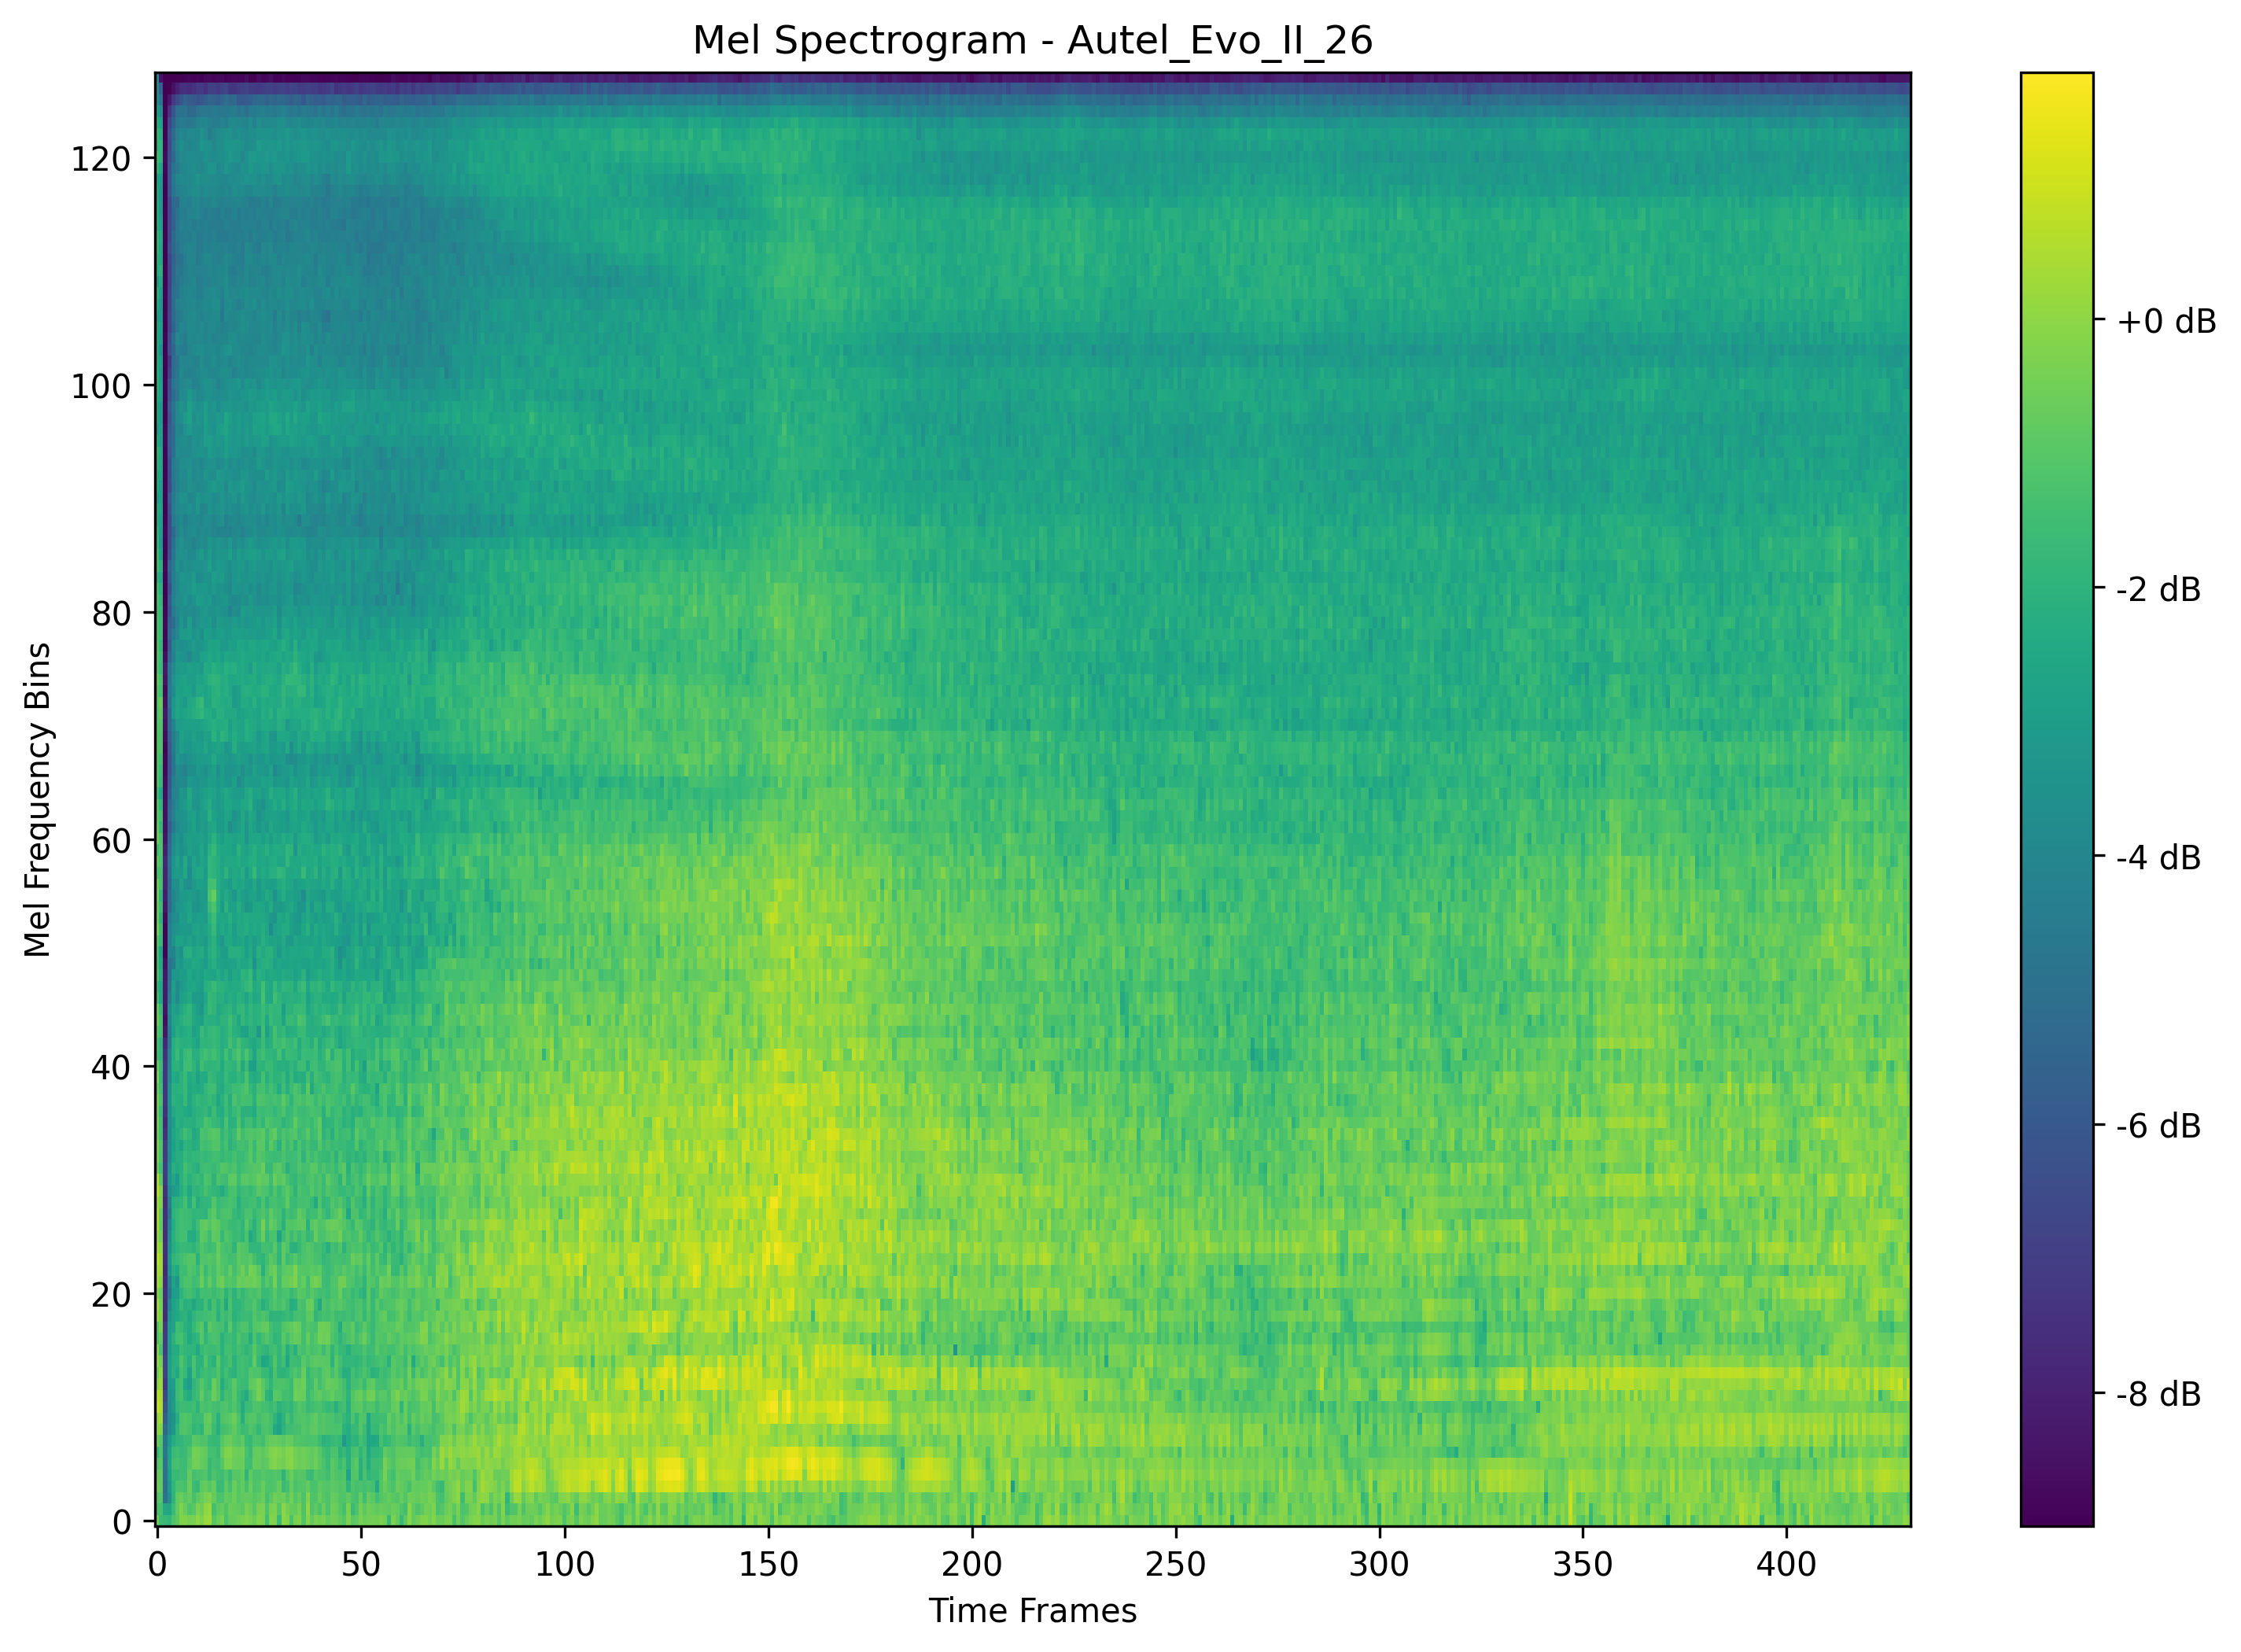 Mel Spectrogram - Autel_Evo_II_26
Mel Frequency Bins
120
100
80
60
40
20
0
0 50 100 150 200 250 300 350 400
Time Frames
+0 dB
-2 dB
-4 dB
-6 dB
-8 dB